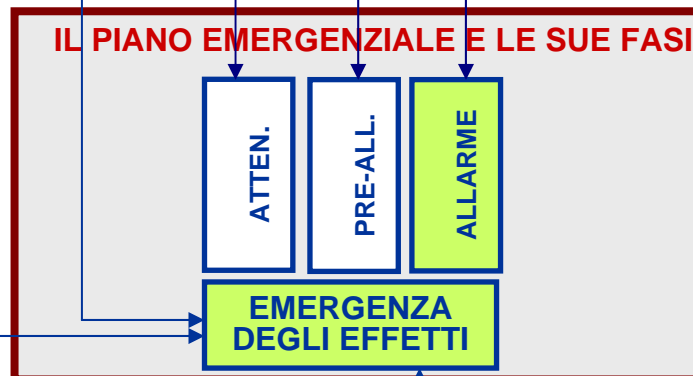 IL PIANO EMERGENZIALE E LE SUE FASI
ATTEN.
PRE-ALL.
ALLARME
EMERGENZA
DEGLI EFFETTI